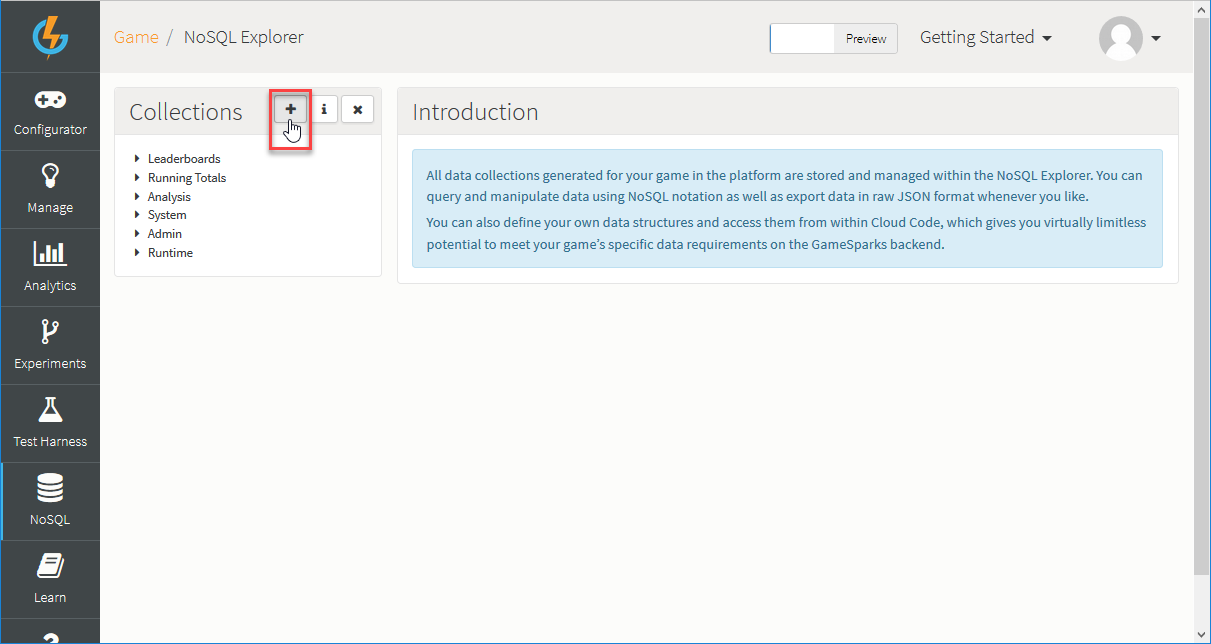 Game / NoSQL Explorer
Preview
Getting Started
Configurator
Manage
Analytics
Experiments
Test Harness
NoSQL
Learn
Collections
+ i ×
Leaderboards
Running Totals
Analysis
System
Admin
Runtime
Introduction
All data collections generated for your game in the platform are stored and managed within the NoSQL Explorer. You can
query and manipulate data using NoSQL notation as well as export data in raw JSON format whenever you like.
You can also define your own data structures and access them from within Cloud Code, which gives you virtually limitless
potential to meet your game’s specific data requirements on the GameSparks backend.